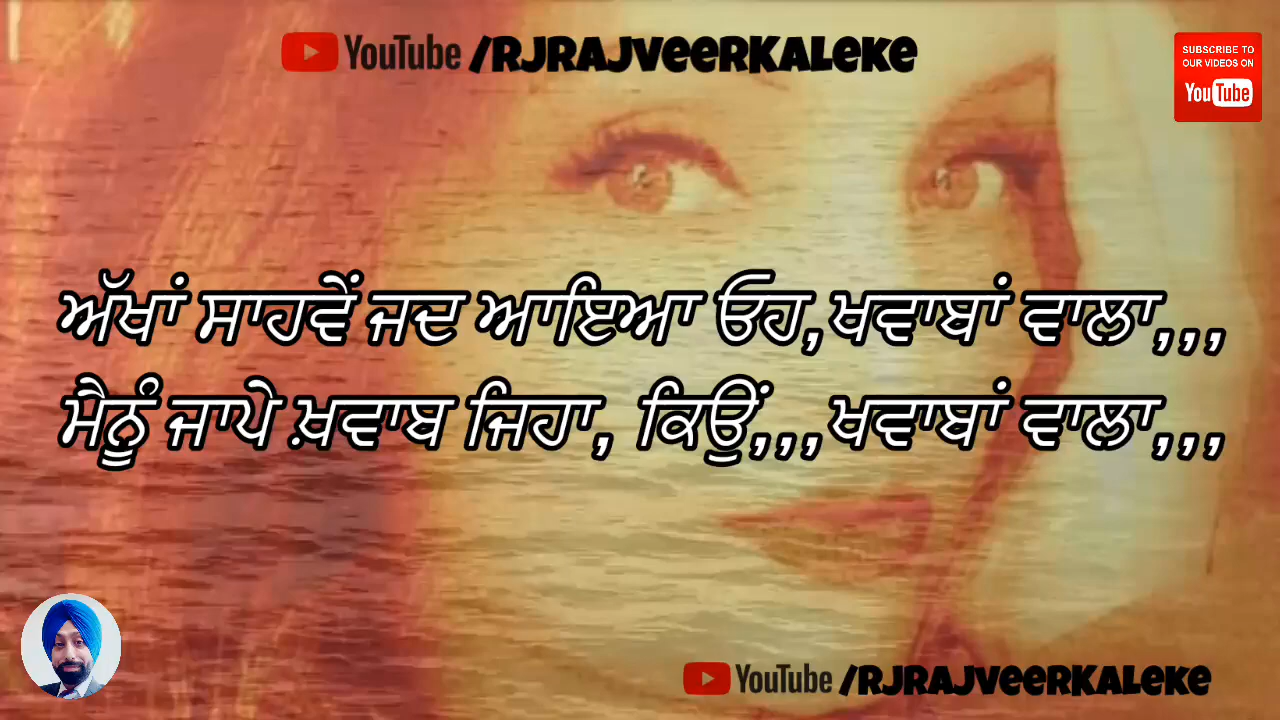 YouTube /RJRAJVEERKALEKE
SUBSCRIBE TO
OUR VIDEOS ON
YouTube
ਅੱਖਾਂ ਸਾਹਵੇਂ ਜਦ ਆਇਆ ਓਹ,ਖਵਾਬਾਂ ਵਾਲਾ,,,
ਮੈਨੂੰ ਜਾਪੇ ਖ਼ਵਾਬ ਜਿਹਾ, ਕਿਉਂ,,,ਖਵਾਬਾਂ ਵਾਲਾ,,,
YouTube /RJRAJVEERKALEKE